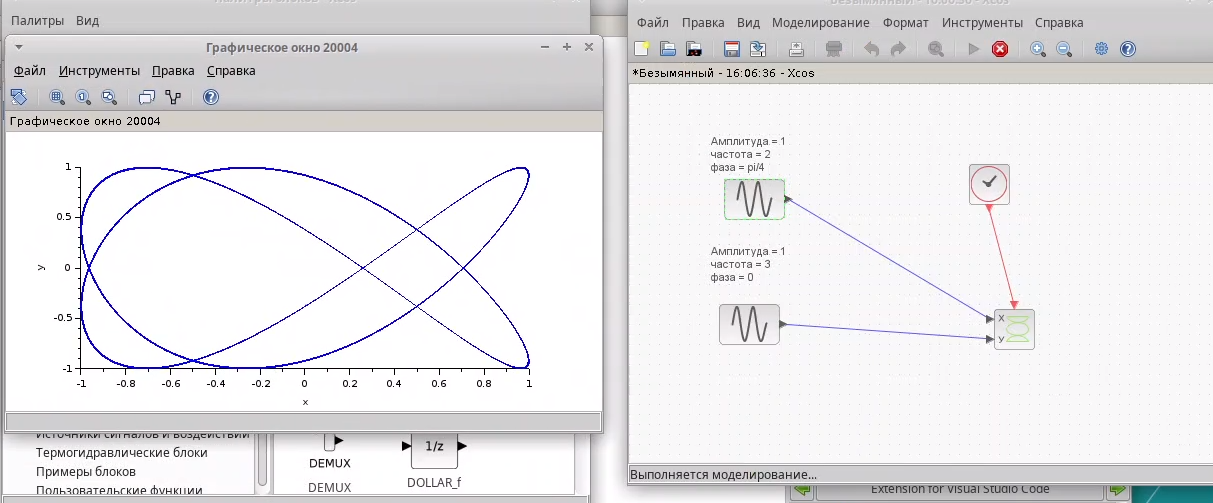 Палитры Вид
Графическое окно 20004
Файл Инструменты Правка Справка
Графическое окно 20004
1
0.5
0
-0.5
-1
y
-1 -0.8 -0.6 -0.4 -0.2 0 0.2 0.4 0.6 0.8 1
x
Источники сигналов и воздействий
Термогидравлические блоки
Примеры блоков
Пользовательские функции
1/z
DEMUX
DOLLAR_f
DEMUX
Файл Правка Вид Моделирование Формат Инструменты Справка
*Безымянный - 16:06:36 - Xcos
Амплитуда = 1
частота = 2
фаза = pi/4
Амплитуда = 1
частота = 3
фаза = 0
X
У
Выполняется моделирование...
Extension for Visual Studio Code